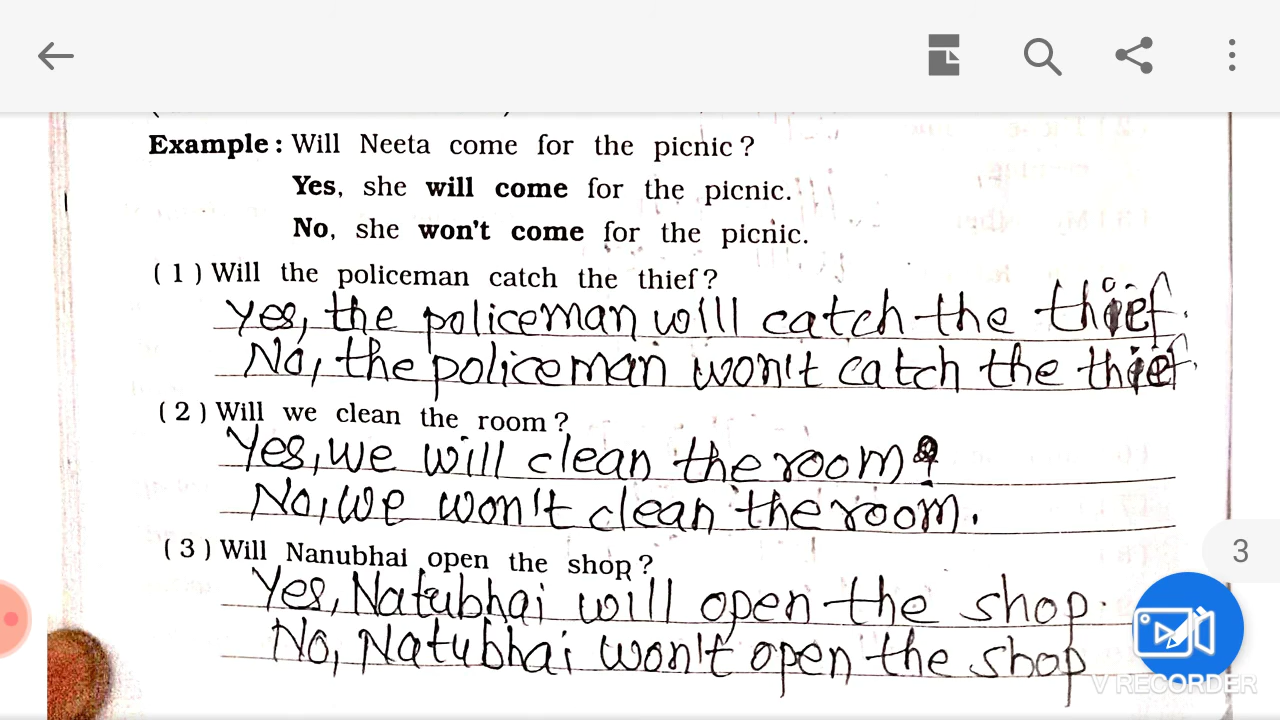 Example : Will Neeta come for the picnic ?
Yes, she will come for the picnic.
No, she won't come for the picnic.
( 1 ) Will the policeman catch the thief ?
Yes, the policeman will catch the thief.
No, the policeman won't catch the thief.
( 2 ) Will we clean the room ?
Yes, we will clean the room
No, we won't clean the room.
( 3 ) Will Nanubhai open the shop ?
Yes, Natubhai will open the shop.
No, Natubhai won't open the shop
3
V RECORDER